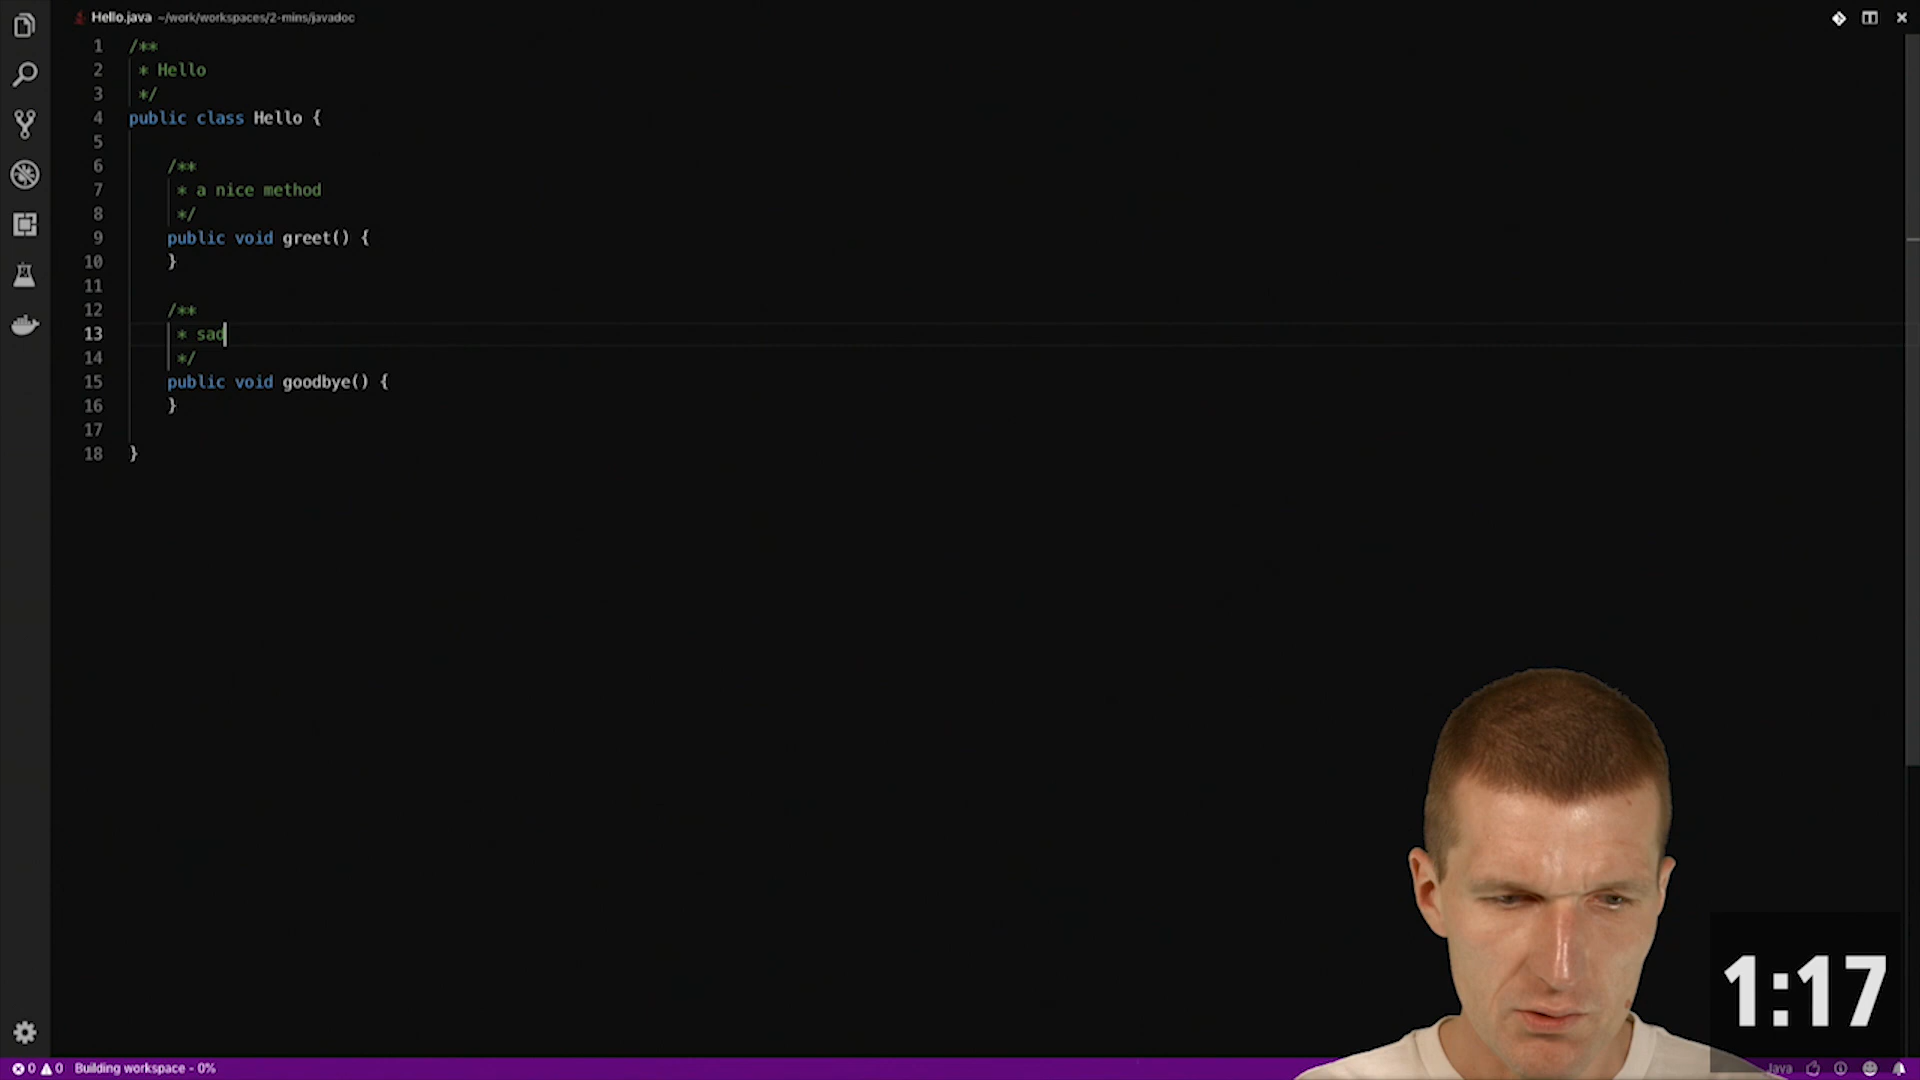 Hello.java ~/work/workspaces/2-mins/javadoc
1 /**
2 * Hello
3 */
4 public class Hello {
5
6 /**
7 * a nice method
8 */
9 public void greet() {
10 }
11
12 /**
13 * sad
14 */
15 public void goodbye() {
16 }
17
18 }
1:17
0 0 Building workspace - 0% Java